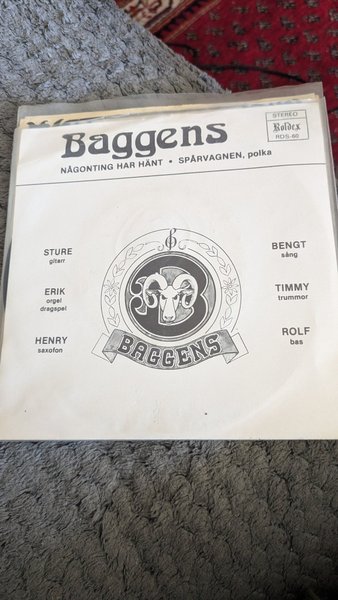 Baggens
STEREO
Roldex
RDS-60
NÅGONTING HAR HÄNT • SPÅRVAGNEN, polka
STURE
gitarr
ERIK
orgel
dragspel
HENRY
saxofon
BENGT
sång
TIMMY
trummor
ROLF
bas
B
BAGGENS